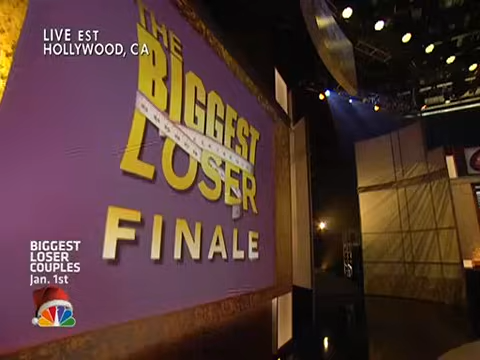 LIVE EST
HOLLYWOOD, CA
THE
BIGGEST
LOSER
FINALE
BIGGEST
LOSER
COUPLES
Jan. 1st